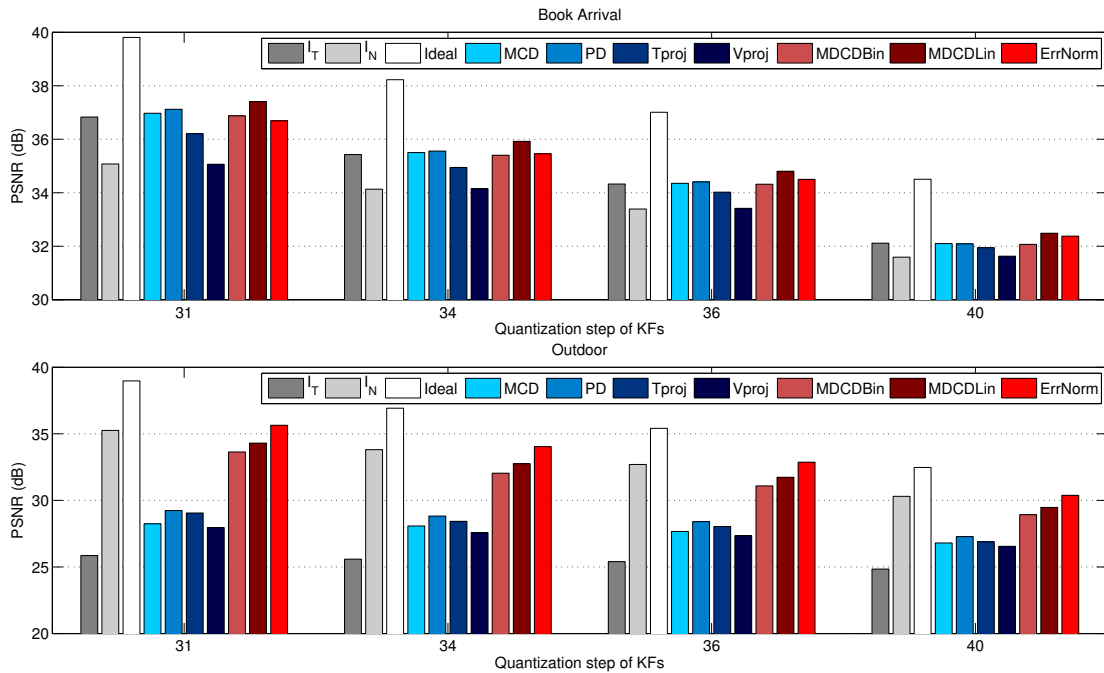 Book Arrival
I_T I_N Ideal MCD PD Tproj Vproj MDCDBin MDCDLin ErrNorm
PSNR (dB)
40
38
36
34
32
30
31 34 36 40
Quantization step of KFs
Outdoor
I_T I_N Ideal MCD PD Tproj Vproj MDCDBin MDCDLin ErrNorm
PSNR (dB)
40
35
30
25
20
31 34 36 40
Quantization step of KFs